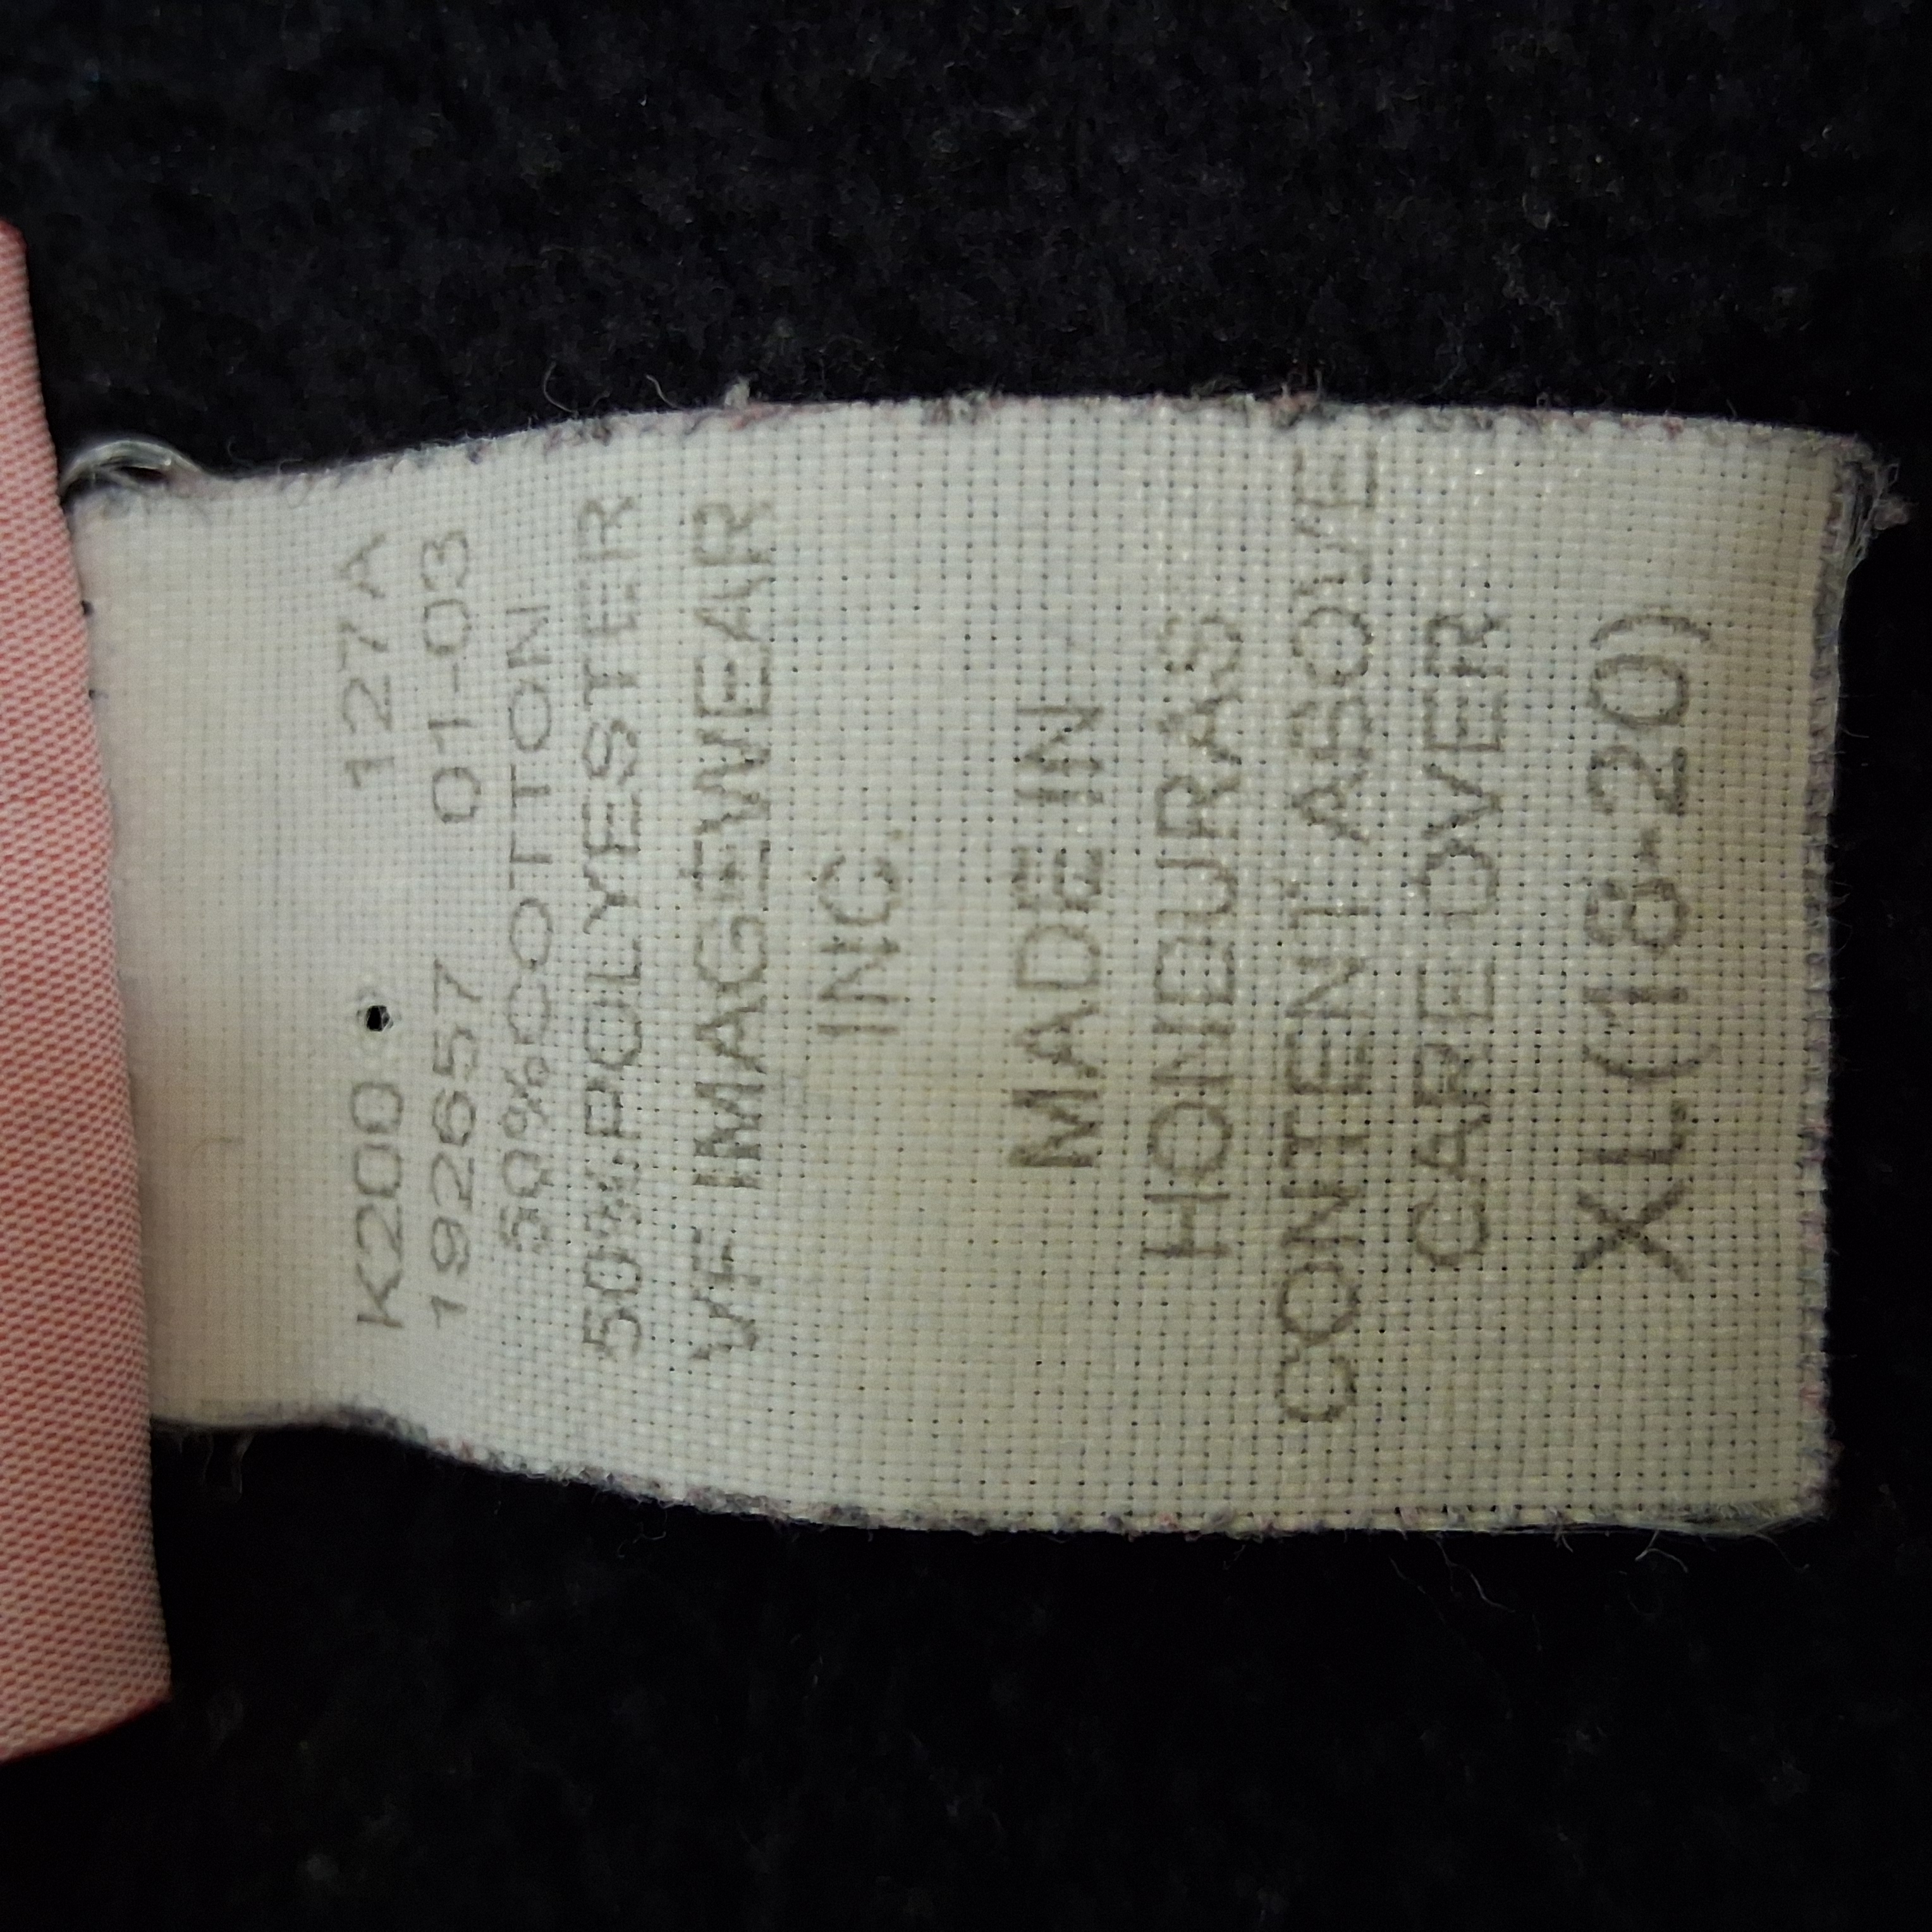 K200 127A
192657 01-03
50%COTTON
50%POLYESTER
VF IMAGEWEAR
INC.
MADE IN
HONDURAS
CONTENT ABOVE
CARE OVER
XL(18-20)